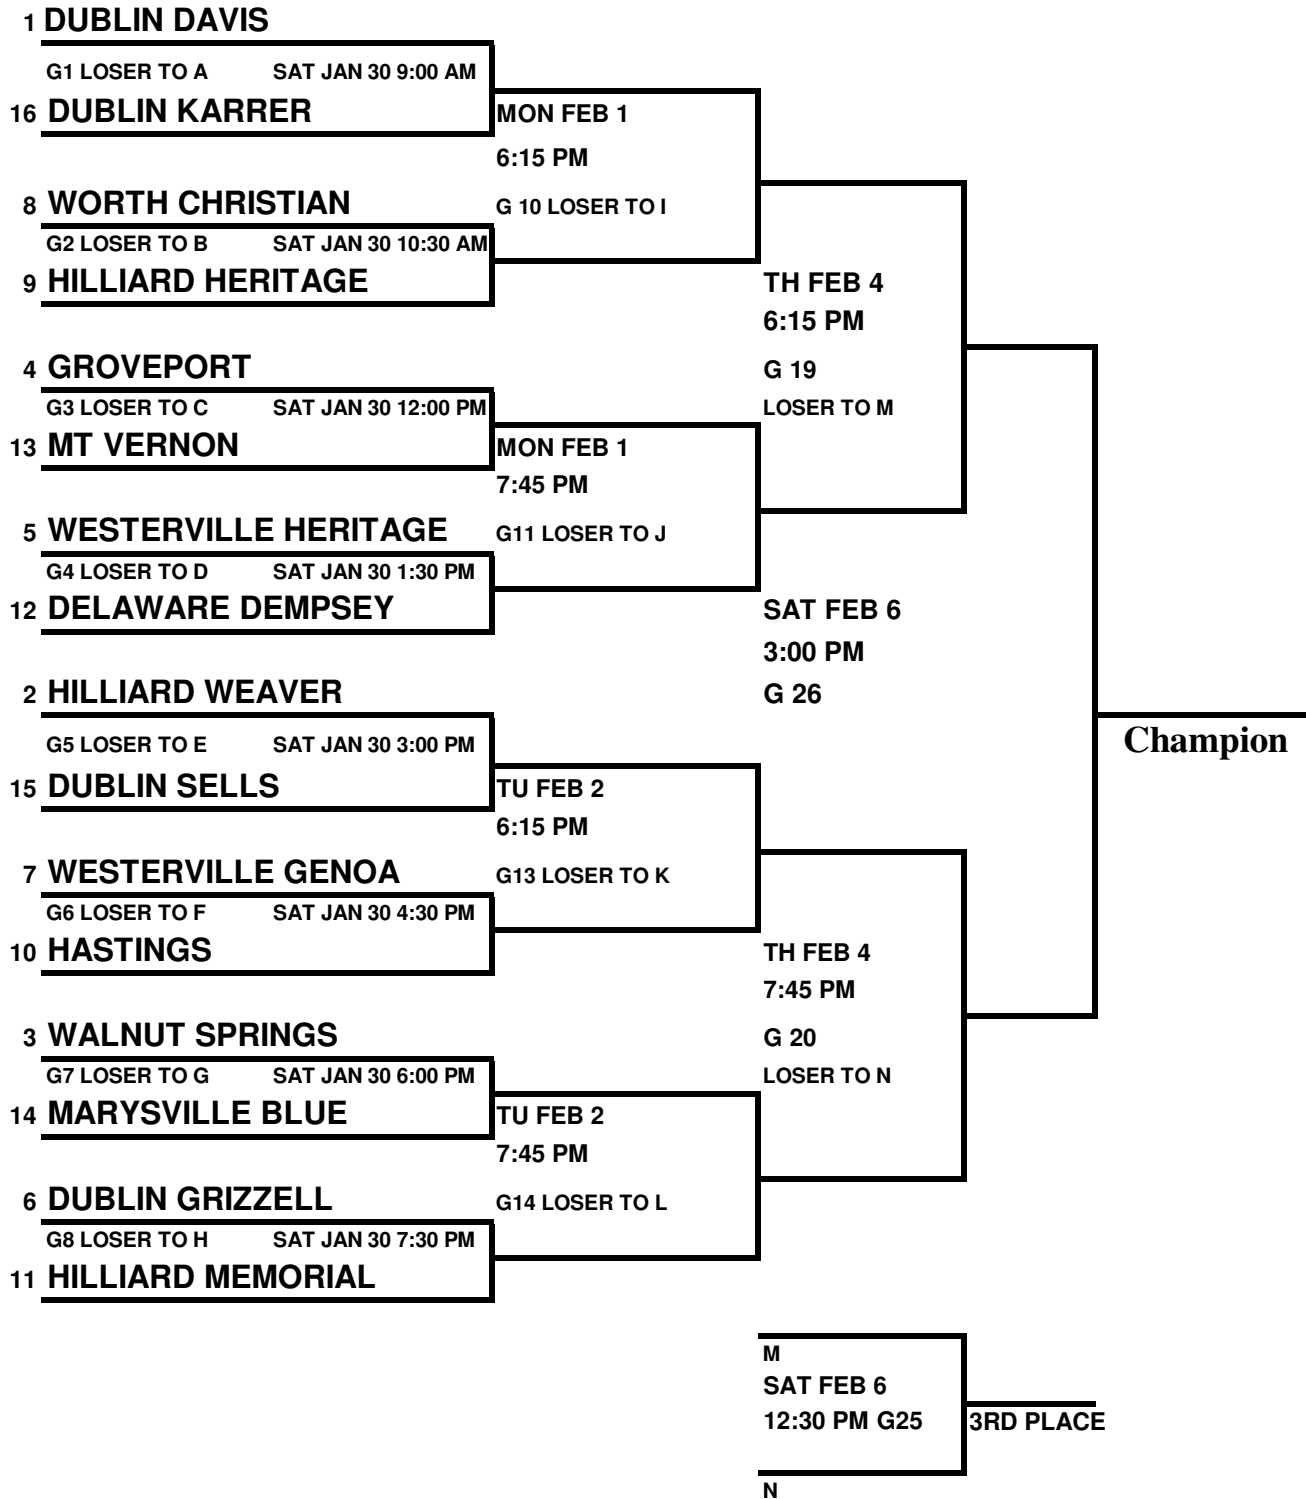 1 DUBLIN DAVIS
G1 LOSER TO A SAT JAN 30 9:00 AM
16 DUBLIN KARRER
MON FEB 1
6:15 PM
8 WORTH CHRISTIAN
G 10 LOSER TO I
G2 LOSER TO B SAT JAN 30 10:30 AM
9 HILLIARD HERITAGE
TH FEB 4
6:15 PM
4 GROVEPORT
G 19
G3 LOSER TO C SAT JAN 30 12:00 PM
LOSER TO M
13 MT VERNON
MON FEB 1
7:45 PM
5 WESTERVILLE HERITAGE
G11 LOSER TO J
G4 LOSER TO D SAT JAN 30 1:30 PM
12 DELAWARE DEMPSEY
SAT FEB 6
3:00 PM
2 HILLIARD WEAVER
G 26
Champion
G5 LOSER TO E SAT JAN 30 3:00 PM
15 DUBLIN SELLS
TU FEB 2
6:15 PM
7 WESTERVILLE GENOA
G13 LOSER TO K
G6 LOSER TO F SAT JAN 30 4:30 PM
10 HASTINGS
TH FEB 4
7:45 PM
3 WALNUT SPRINGS
G 20
G7 LOSER TO G SAT JAN 30 6:00 PM
LOSER TO N
14 MARYSVILLE BLUE
TU FEB 2
7:45 PM
6 DUBLIN GRIZZELL
G14 LOSER TO L
G8 LOSER TO H SAT JAN 30 7:30 PM
11 HILLIARD MEMORIAL
M
SAT FEB 6
12:30 PM G25
3RD PLACE
N